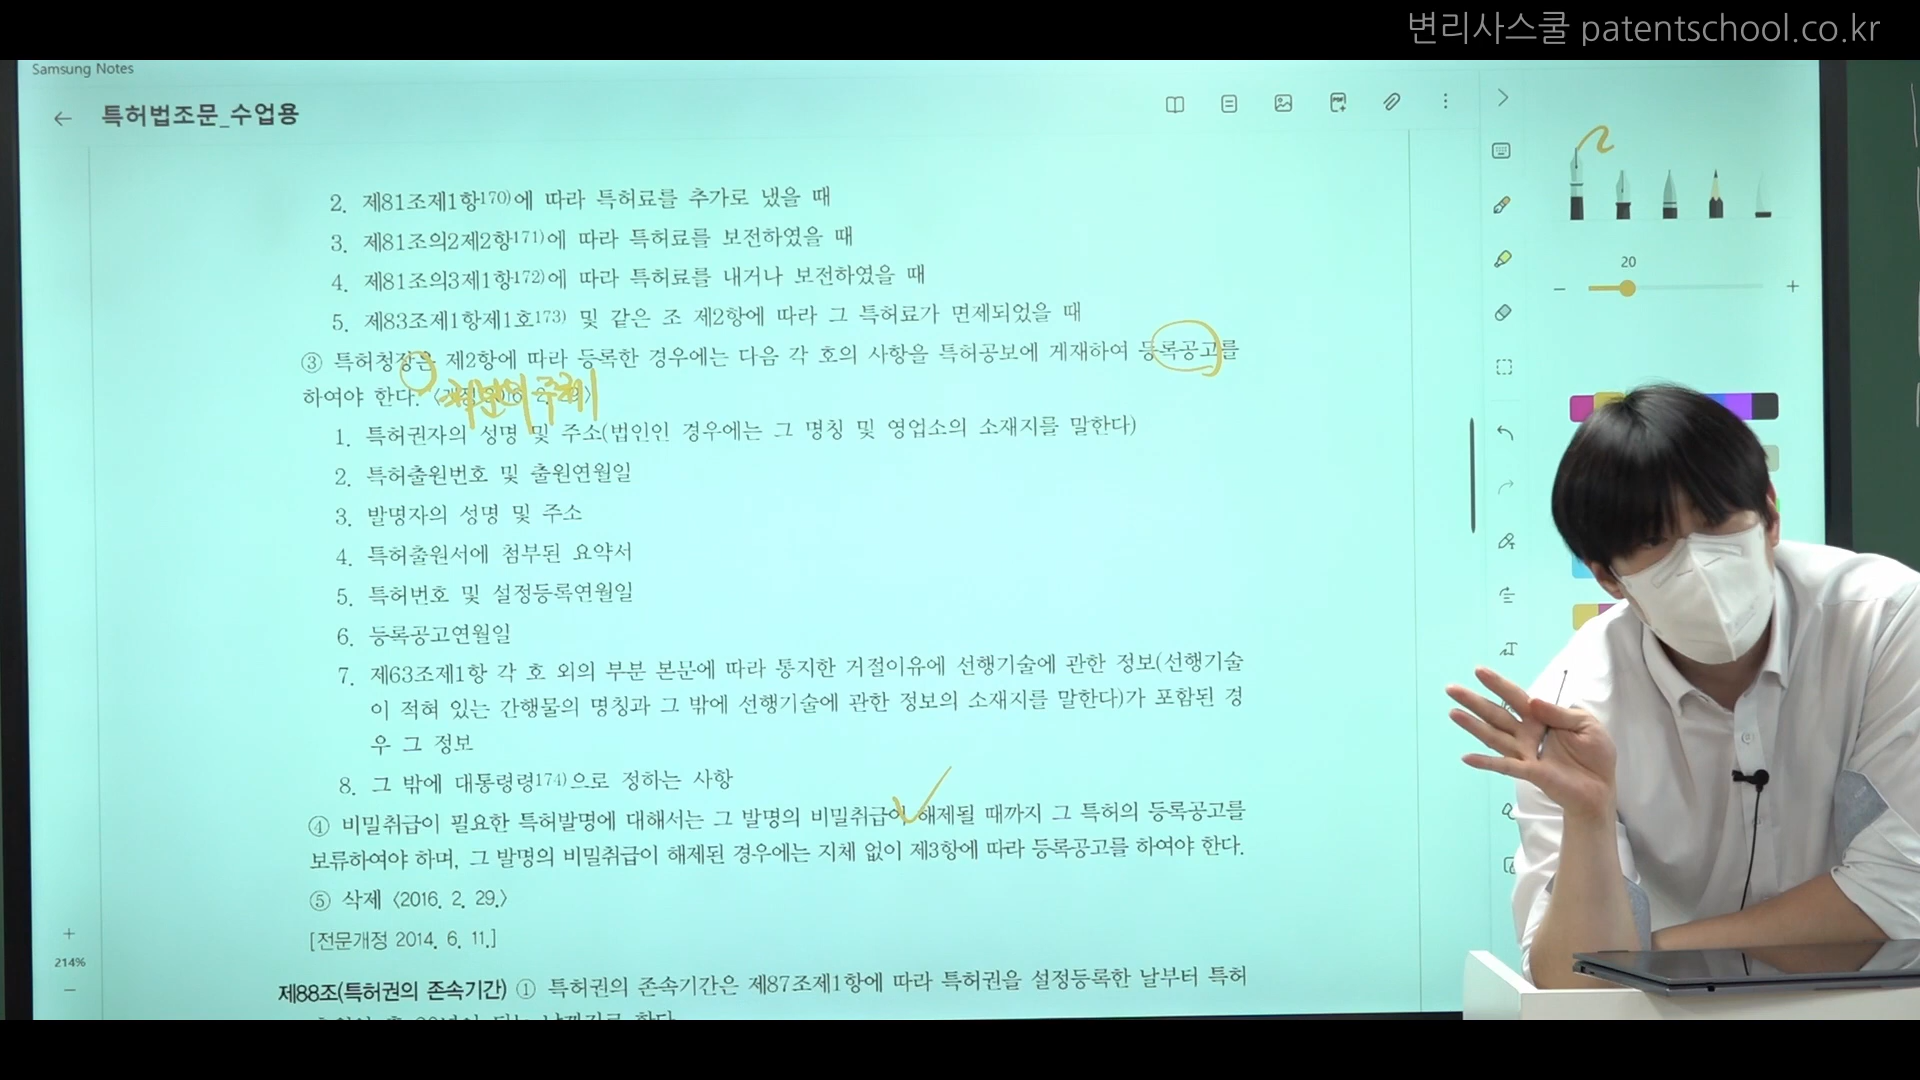 변리사스쿨 patentschool.co.kr
Samsung Notes
특허법조문_수업용
20
2. 제81조제1항170)에 따라 특허료를 추가로 냈을 때
3. 제81조의2제2항171)에 따라 특허료를 보전하였을 때
4. 제81조의3제1항172)에 따라 특허료를 내거나 보전하였을 때
5. 제83조제1항제1호173) 및 같은 조 제2항에 따라 그 특허료가 면제되었을 때
③ 특허청장은 제2항에 따라 등록한 경우에는 다음 각 호의 사항을 특허공보에 게재하여 등록공고를
하여야 한다. 〈개정 2016. 2. 29.〉
처분의 주체
1. 특허권자의 성명 및 주소(법인인 경우에는 그 명칭 및 영업소의 소재지를 말한다)
2. 특허출원번호 및 출원연월일
3. 발명자의 성명 및 주소
4. 특허출원서에 첨부된 요약서
5. 특허번호 및 설정등록연월일
6. 등록공고연월일
7. 제63조제1항 각 호 외의 부분 본문에 따라 통지한 거절이유에 선행기술에 관한 정보(선행기술
이 적혀 있는 간행물의 명칭과 그 밖에 선행기술에 관한 정보의 소재지를 말한다)가 포함된 경
우 그 정보
8. 그 밖에 대통령령174)으로 정하는 사항
④ 비밀취급이 필요한 특허발명에 대해서는 그 발명의 비밀취급이 해제될 때까지 그 특허의 등록공고를
보류하여야 하며, 그 발명의 비밀취급이 해제된 경우에는 지체 없이 제3항에 따라 등록공고를 하여야 한다.
⑤ 삭제 〈2016. 2. 29.〉
[전문개정 2014. 6. 11.]
214%
제88조(특허권의 존속기간) ① 특허권의 존속기간은 제87조제1항에 따라 특허권을 설정등록한 날부터 특허